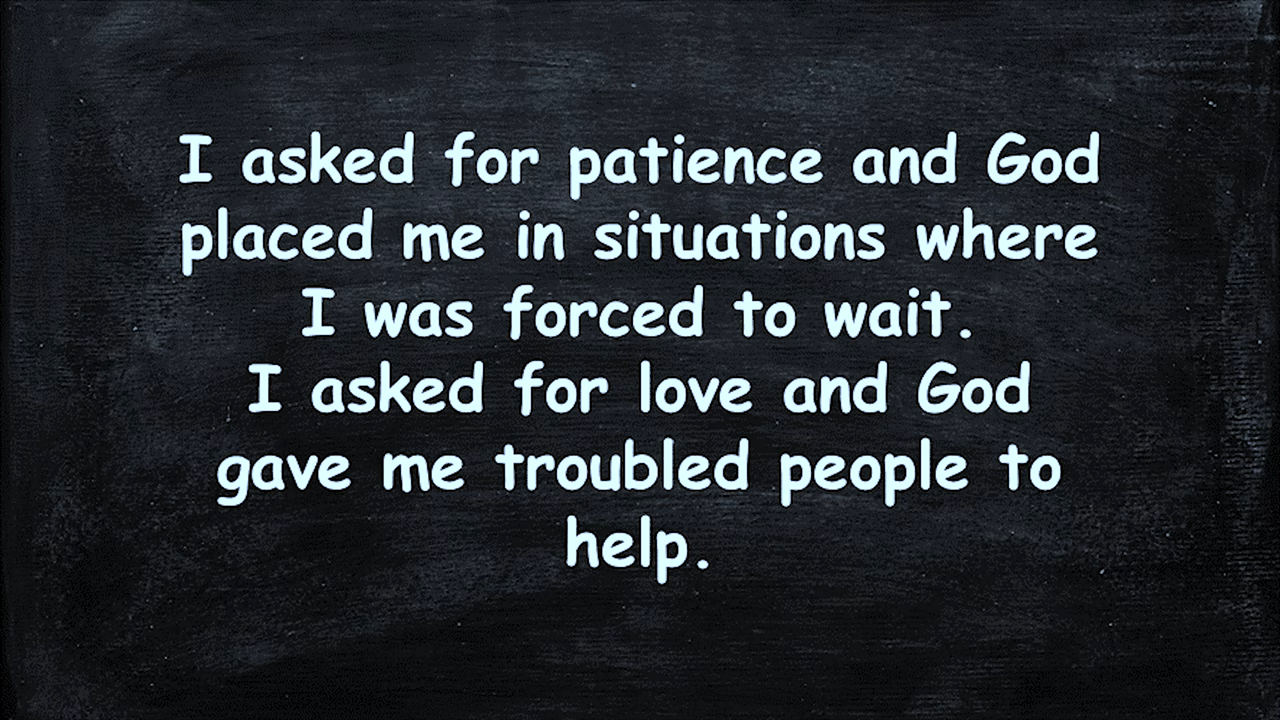 I asked for patience and God
placed me in situations where
I was forced to wait.
I asked for love and God
gave me troubled people to
help.